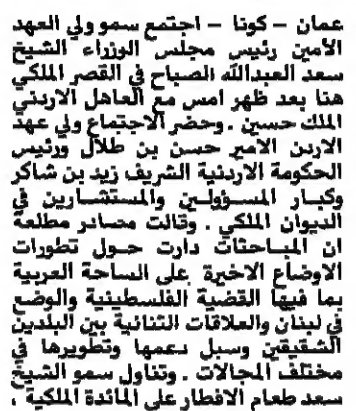 عمان – كونا – اجتمع سمو ولي العهد
الأمين رئيس مجلس الوزراء الشيخ
سعد العبدالله الصباح في القصر الملكي
هنا بعد ظهر امس مع العاهل الاردني
الملك حسين . وحضر الاجتماع ولي عهد
الاردن الامير حسن بن طلال ورئيس
الحكومة الاردنية الشريف زيد بن شاكر
وكبار المسؤولين والمستشارين في
الديوان الملكي . وقالت مصادر مطلعة
ان المباحثات دارت حول تطورات
الاوضاع الاخيرة على الساحة العربية
بما فيها القضية الفلسطينية والوضع
في لبنان والعلاقات الثنائية بين البلدين
الشقيقين وسبل دعمها وتطويرها في
مختلف المجالات . وتناول سمو الشيخ
سعد طعام الافطار على المائدة الملكية .